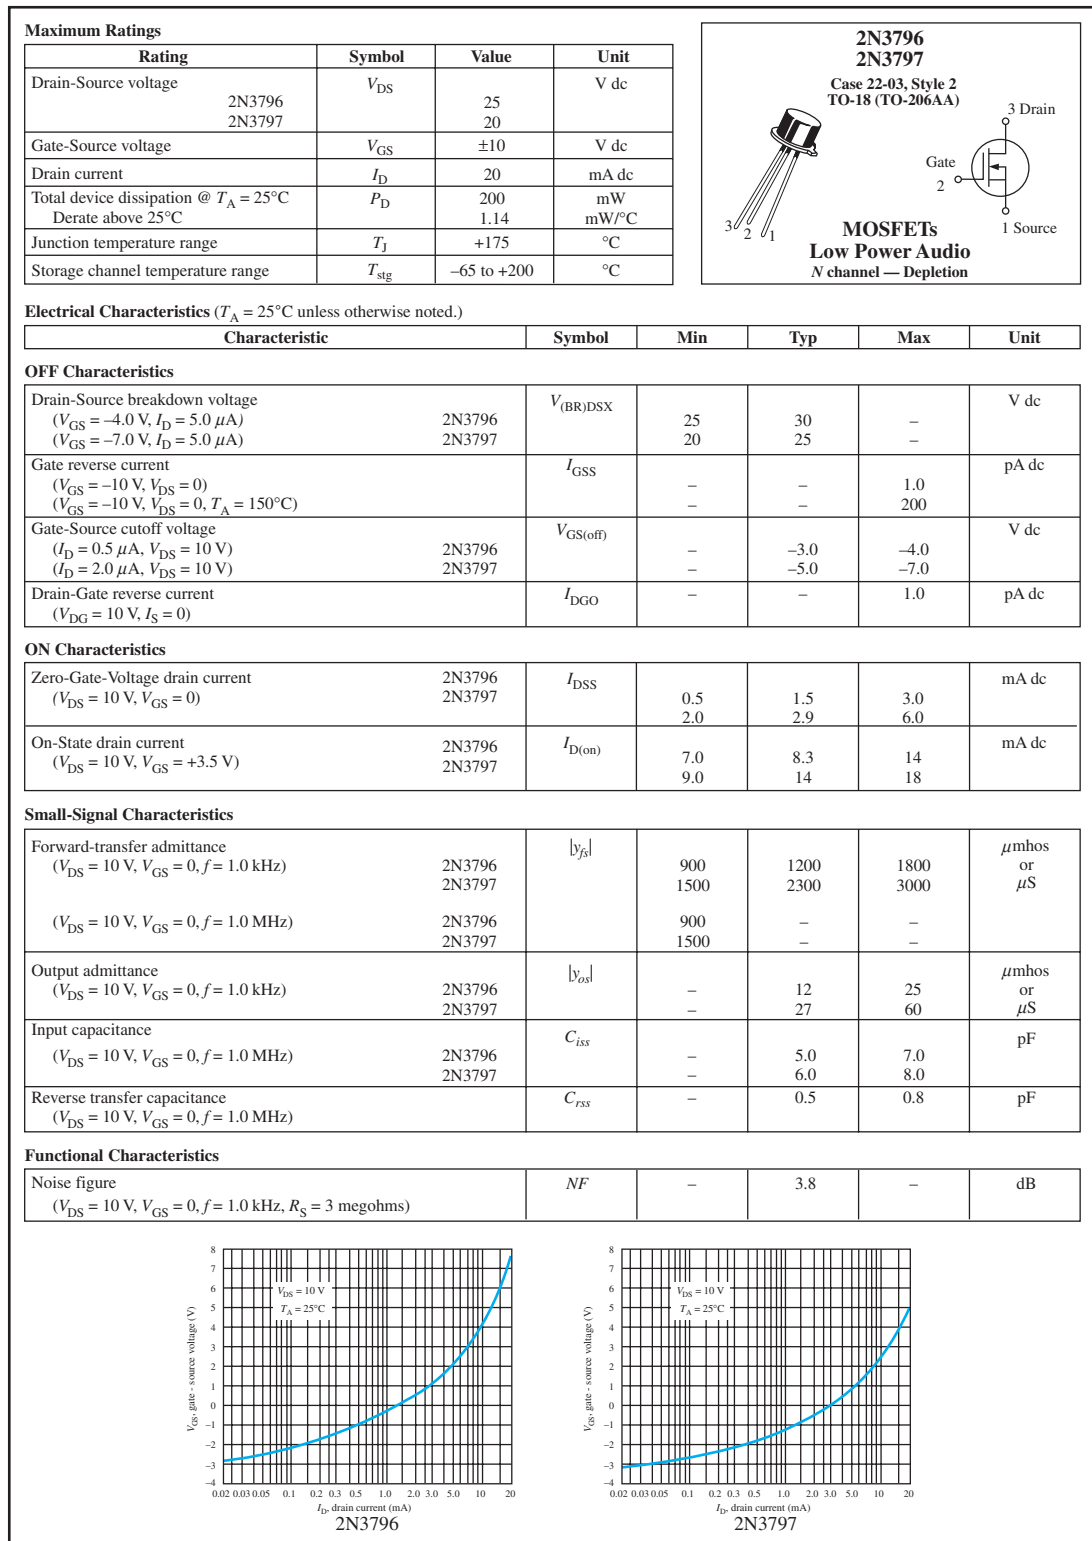 Maximum Ratings
Rating Symbol Value Unit
Drain-Source voltage V_DS V dc
2N3796 25
2N3797 20
Gate-Source voltage V_GS ±10 V dc
Drain current I_D 20 mA dc
Total device dissipation @ T_A = 25°C P_D 200 mW
Derate above 25°C 1.14 mW/°C
Junction temperature range T_J +175 °C
Storage channel temperature range T_stg –65 to +200 °C
2N3796
2N3797
Case 22-03, Style 2
TO-18 (TO-206AA)
3 Drain
Gate
2
3 2 1
1 Source
MOSFETs
Low Power Audio
N channel — Depletion
Electrical Characteristics (T_A = 25°C unless otherwise noted.)
Characteristic Symbol Min Typ Max Unit
OFF Characteristics
Drain-Source breakdown voltage V_(BR)DSX V dc
(V_GS = –4.0 V, I_D = 5.0 μA) 2N3796 25 30 –
(V_GS = –7.0 V, I_D = 5.0 μA) 2N3797 20 25 –
Gate reverse current I_GSS pA dc
(V_GS = –10 V, V_DS = 0) – – 1.0
(V_GS = –10 V, V_DS = 0, T_A = 150°C) – – 200
Gate-Source cutoff voltage V_GS(off) V dc
(I_D = 0.5 μA, V_DS = 10 V) 2N3796 – –3.0 –4.0
(I_D = 2.0 μA, V_DS = 10 V) 2N3797 – –5.0 –7.0
Drain-Gate reverse current I_DGO – – 1.0 pA dc
(V_DG = 10 V, I_S = 0)
ON Characteristics
Zero-Gate-Voltage drain current 2N3796 I_DSS mA dc
(V_DS = 10 V, V_GS = 0) 2N3797 0.5 1.5 3.0
2.0 2.9 6.0
On-State drain current 2N3796 I_D(on) mA dc
(V_DS = 10 V, V_GS = +3.5 V) 2N3797 7.0 8.3 14
9.0 14 18
Small-Signal Characteristics
Forward-transfer admittance |y_fs| μmhos
(V_DS = 10 V, V_GS = 0, f = 1.0 kHz) 2N3796 900 1200 1800 or
2N3797 1500 2300 3000 μS
(V_DS = 10 V, V_GS = 0, f = 1.0 MHz) 2N3796 900 – –
2N3797 1500 – –
Output admittance |y_os| μmhos
(V_DS = 10 V, V_GS = 0, f = 1.0 kHz) 2N3796 – 12 25 or
2N3797 – 27 60 μS
Input capacitance C_iss pF
(V_DS = 10 V, V_GS = 0, f = 1.0 MHz) 2N3796 – 5.0 7.0
2N3797 – 6.0 8.0
Reverse transfer capacitance C_rss – 0.5 0.8 pF
(V_DS = 10 V, V_GS = 0, f = 1.0 MHz)
Functional Characteristics
Noise figure NF – 3.8 – dB
(V_DS = 10 V, V_GS = 0, f = 1.0 kHz, R_S = 3 megohms)
V_GS, gate - source voltage (V)
8
7
6
5
4
3
2
1
0
–1
–2
–3
–4
V_DS = 10 V
T_A = 25°C
0.02 0.03 0.05 0.1 0.2 0.3 0.5 1.0 2.0 3.0 5.0 10 20
I_D, drain current (mA)
2N3796
V_GS, gate - source voltage (V)
8
7
6
5
4
3
2
1
0
–1
–2
–3
–4
V_DS = 10 V
T_A = 25°C
0.02 0.03 0.05 0.1 0.2 0.3 0.5 1.0 2.0 3.0 5.0 10 20
I_D, drain current (mA)
2N3797